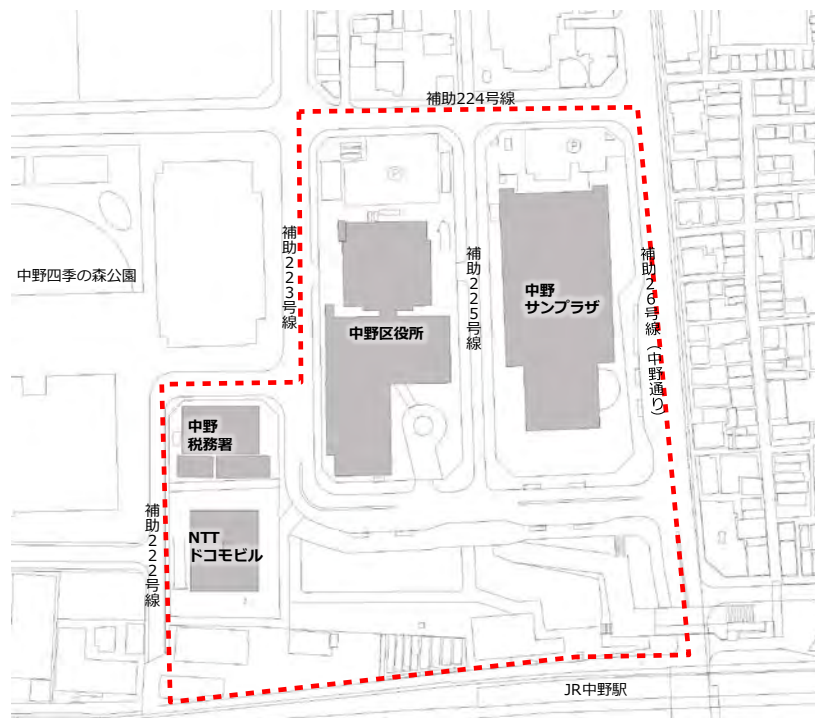 補助224号線
Ｐ
Ｐ
補助２２３号線
補助２２５号線
補助２６号線（中野通り）
中野四季の森公園
中野
サンプラザ
中野区役所
中野
税務署
補助２２２号線
NTT
ドコモビル
JR中野駅